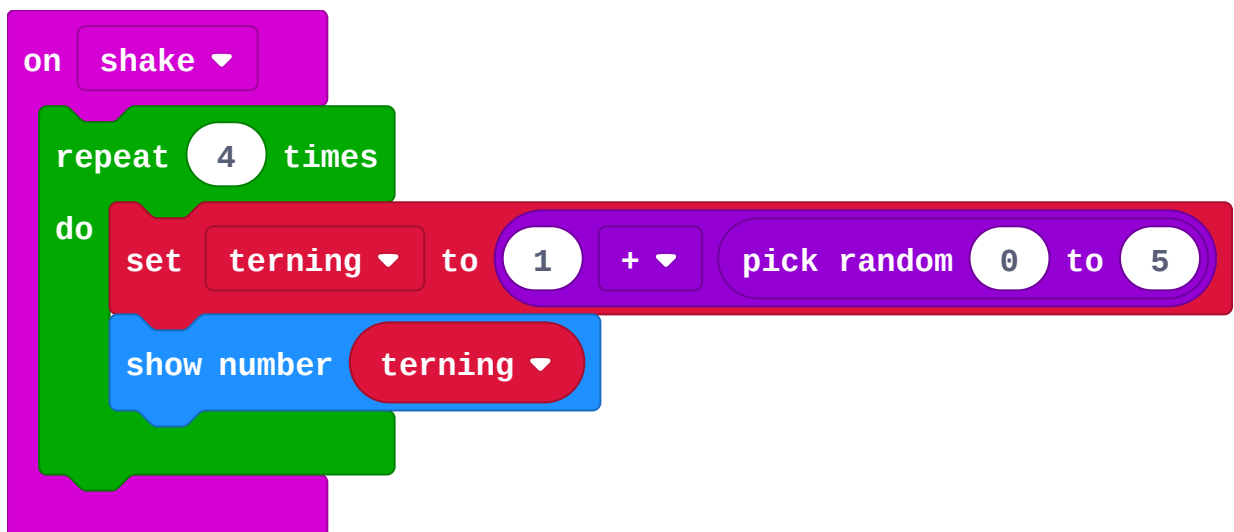 on shake
repeat 4 times
do
set terning to 1 + pick random 0 to 5
show number terning